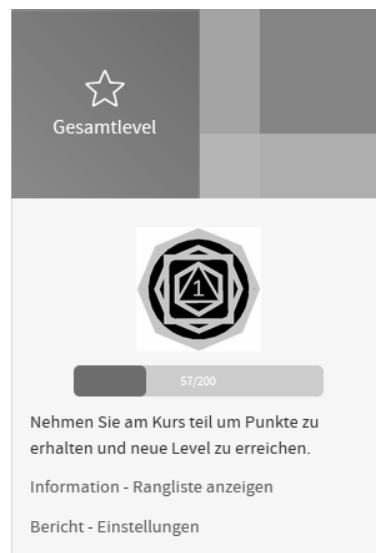 Gesamtlevel
1
57/200
Nehmen Sie am Kurs teil um Punkte zu
erhalten und neue Level zu erreichen.
Information - Rangliste anzeigen
Bericht - Einstellungen